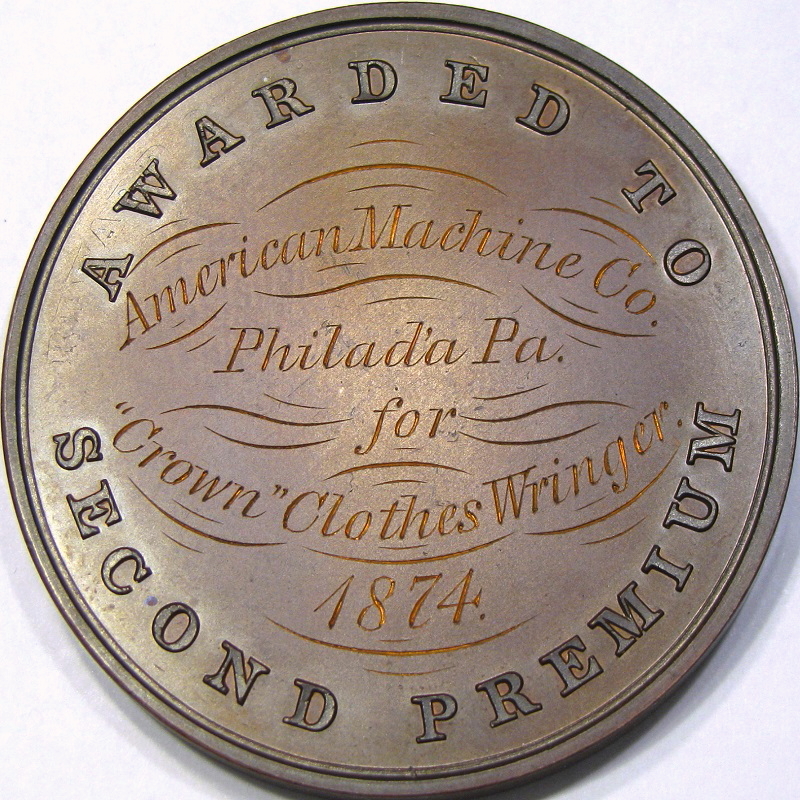 AWARDED TO
American Machine Co.
Philad'a Pa.
for
"Crown" Clothes Wringer.
1874.
SECOND PREMIUM